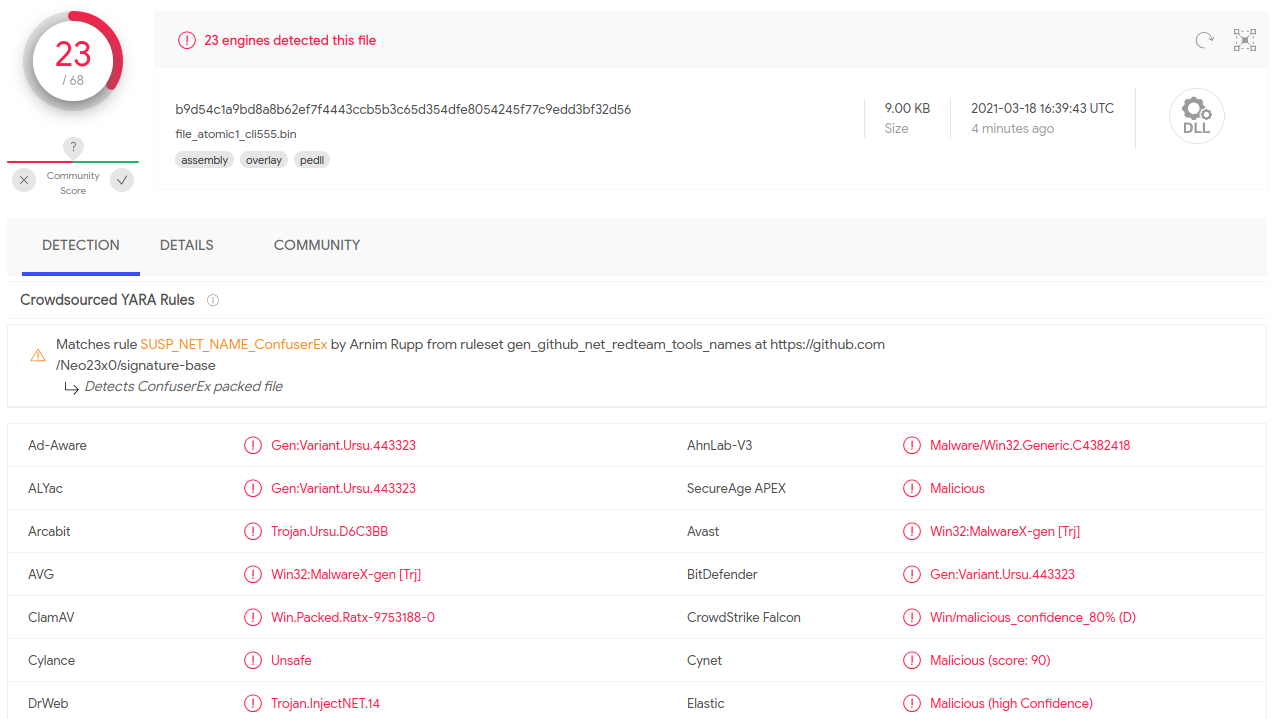 23
/ 68
?
Community
Score
23 engines detected this file
b9d54c1a9bd8a8b62ef7f4443ccb5b3c65d354dfe8054245f77c9edd3bf32d56
file_atomic1_cli555.bin
assembly overlay pedll
9.00 KB
Size
2021-03-18 16:39:43 UTC
4 minutes ago
DLL
DETECTION DETAILS COMMUNITY
Crowdsourced YARA Rules
Matches rule SUSP_NET_NAME_ConfuserEx by Arnim Rupp from ruleset gen_github_net_redteam_tools_names at https://github.com
/Neo23x0/signature-base
Detects ConfuserEx packed file
Ad-Aware Gen:Variant.Ursu.443323 AhnLab-V3 Malware/Win32.Generic.C4382418
ALYac Gen:Variant.Ursu.443323 SecureAge APEX Malicious
Arcabit Trojan.Ursu.D6C3BB Avast Win32:MalwareX-gen [Trj]
AVG Win32:MalwareX-gen [Trj] BitDefender Gen:Variant.Ursu.443323
ClamAV Win.Packed.Ratx-9753188-0 CrowdStrike Falcon Win/malicious_confidence_80% (D)
Cylance Unsafe Cynet Malicious (score: 90)
DrWeb Trojan.InjectNET.14 Elastic Malicious (high Confidence)